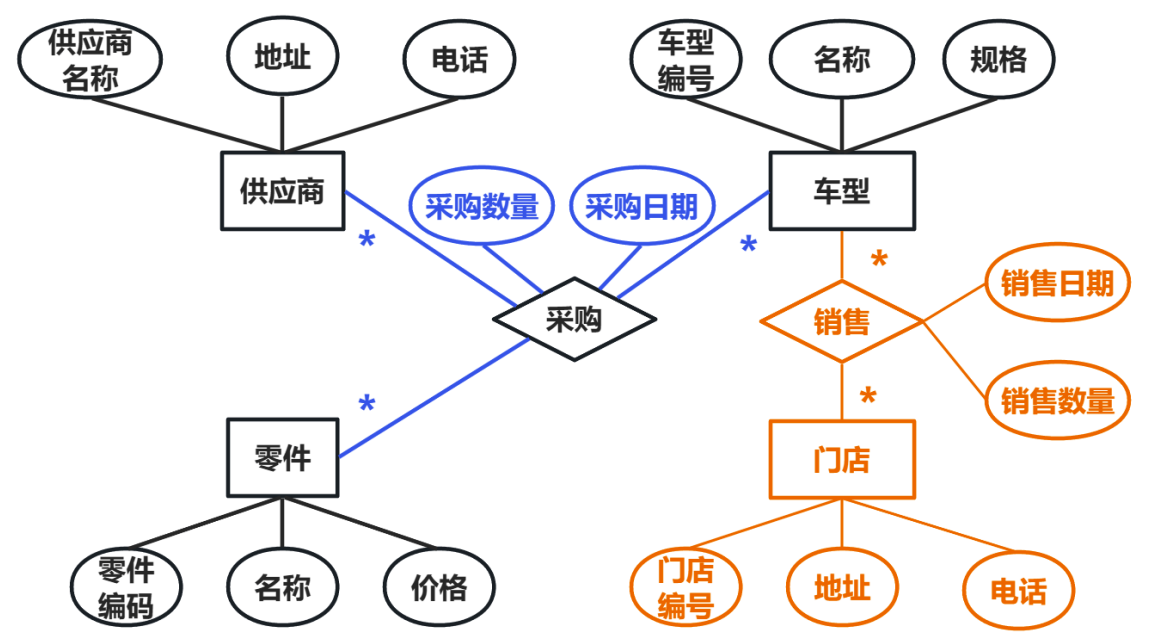 供应商
名称
地址
电话
车型
编号
名称
规格
供应商
采购数量
采购日期
车型
*
*
*
采购
销售
销售日期
*
*
销售数量
零件
门店
零件
编码
名称
价格
门店
编号
地址
电话